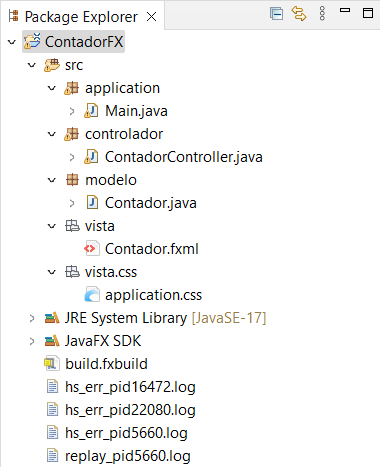 Package Explorer
ContadorFX
src
application
Main.java
controlador
ContadorController.java
modelo
Contador.java
vista
Contador.fxml
vista.css
application.css
JRE System Library [JavaSE-17]
JavaFX SDK
build.fxbuild
hs_err_pid16472.log
hs_err_pid22080.log
hs_err_pid5660.log
replay_pid5660.log